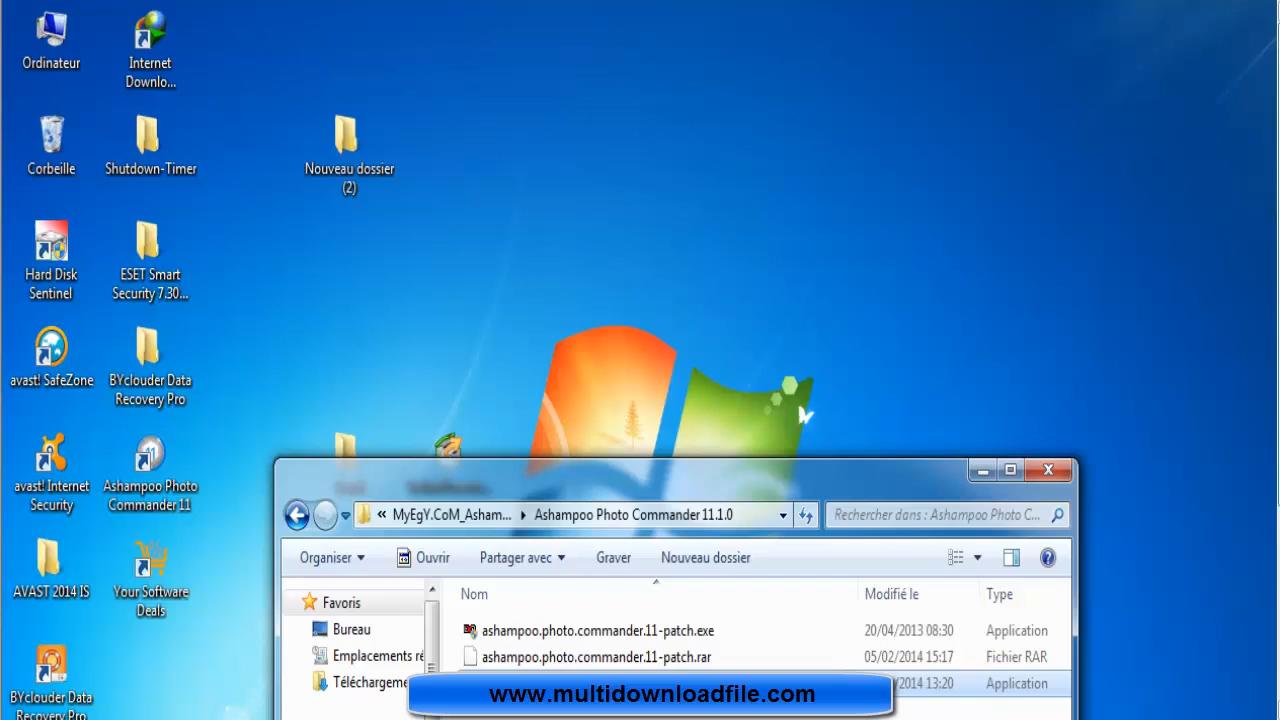 Ordinateur
Internet
Downlo...
Corbeille
Shutdown-Timer
Nouveau dossier
(2)
Hard Disk
Sentinel
ESET Smart
Security 7.30...
avast! SafeZone
BYclouder Data
Recovery Pro
avast! Internet
Security
Ashampoo Photo
Commander 11
AVAST 2014 IS
Your Software
Deals
BYclouder Data
Recovery Pro
« MyEgY.CoM_Asham... Ashampoo Photo Commander 11.1.0
Rechercher dans : Ashampoo Photo C...
Organiser Ouvrir Partager avec Graver Nouveau dossier
Favoris
Bureau
Emplacements ré
Téléchargeme
Nom Modifié le Type
ashampoo.photo.commander.11-patch.exe 20/04/2013 08:30 Application
ashampoo.photo.commander.11-patch.rar 05/02/2014 15:17 Fichier RAR
2014 13:20 Application
www.multidownloadfile.com